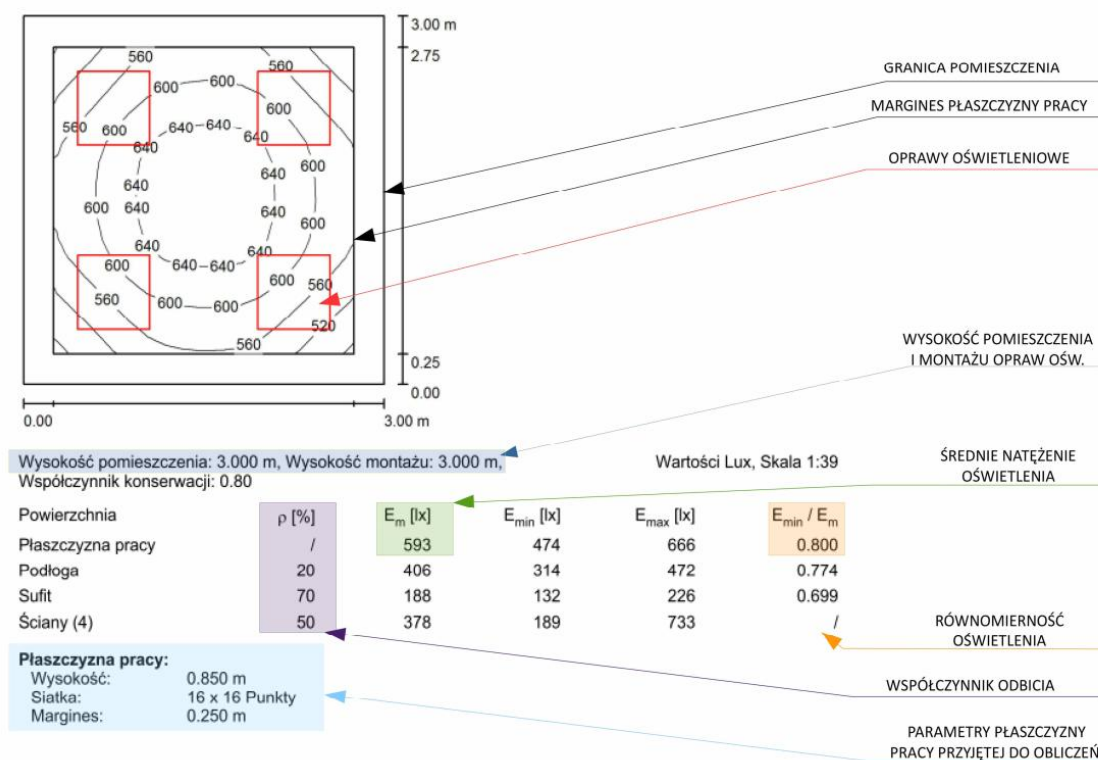 3.00 m
2.75
0.25
0.00
0.00
3.00 m
560
560
560
600
600
600
600
640
640
640
640
600
600
640
640
640
640
600
600
640
640
640
640
600
600
560
560
600
600
520
560
GRANICA POMIESZCZENIA
MARGINES PŁASZCZYZNY PRACY
OPRAWY OŚWIETLENIOWE
WYSOKOŚĆ POMIESZCZENIA
I MONTAŻU OPRAW OŚW.
Wysokość pomieszczenia: 3.000 m, Wysokość montażu: 3.000 m,
Współczynnik konserwacji: 0.80
Wartości Lux, Skala 1:39
ŚREDNIE NATĘŻENIE
OŚWIETLENIA
Powierzchnia ρ [%] Em [lx] Emin [lx] Emax [lx] Emin / Em
Płaszczyzna pracy / 593 474 666 0.800
Podłoga 20 406 314 472 0.774
Sufit 70 188 132 226 0.699
Ściany (4) 50 378 189 733 /
RÓWNOMIERNOŚĆ
OŚWIETLENIA
Płaszczyzna pracy:
Wysokość: 0.850 m
Siatka: 16 x 16 Punkty
Margines: 0.250 m
WSPÓŁCZYNNIK ODBICIA
PARAMETRY PŁASZCZYZNY
PRACY PRZYJĘTEJ DO OBLICZEŃ